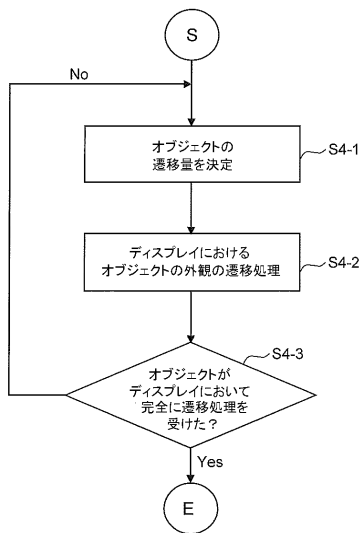 S
No
オブジェクトの
遷移量を決定
S4-1
ディスプレイにおける
オブジェクトの外観の遷移処理
S4-2
S4-3
オブジェクトが
ディスプレイにおいて
完全に遷移処理を
受けた？
Yes
E